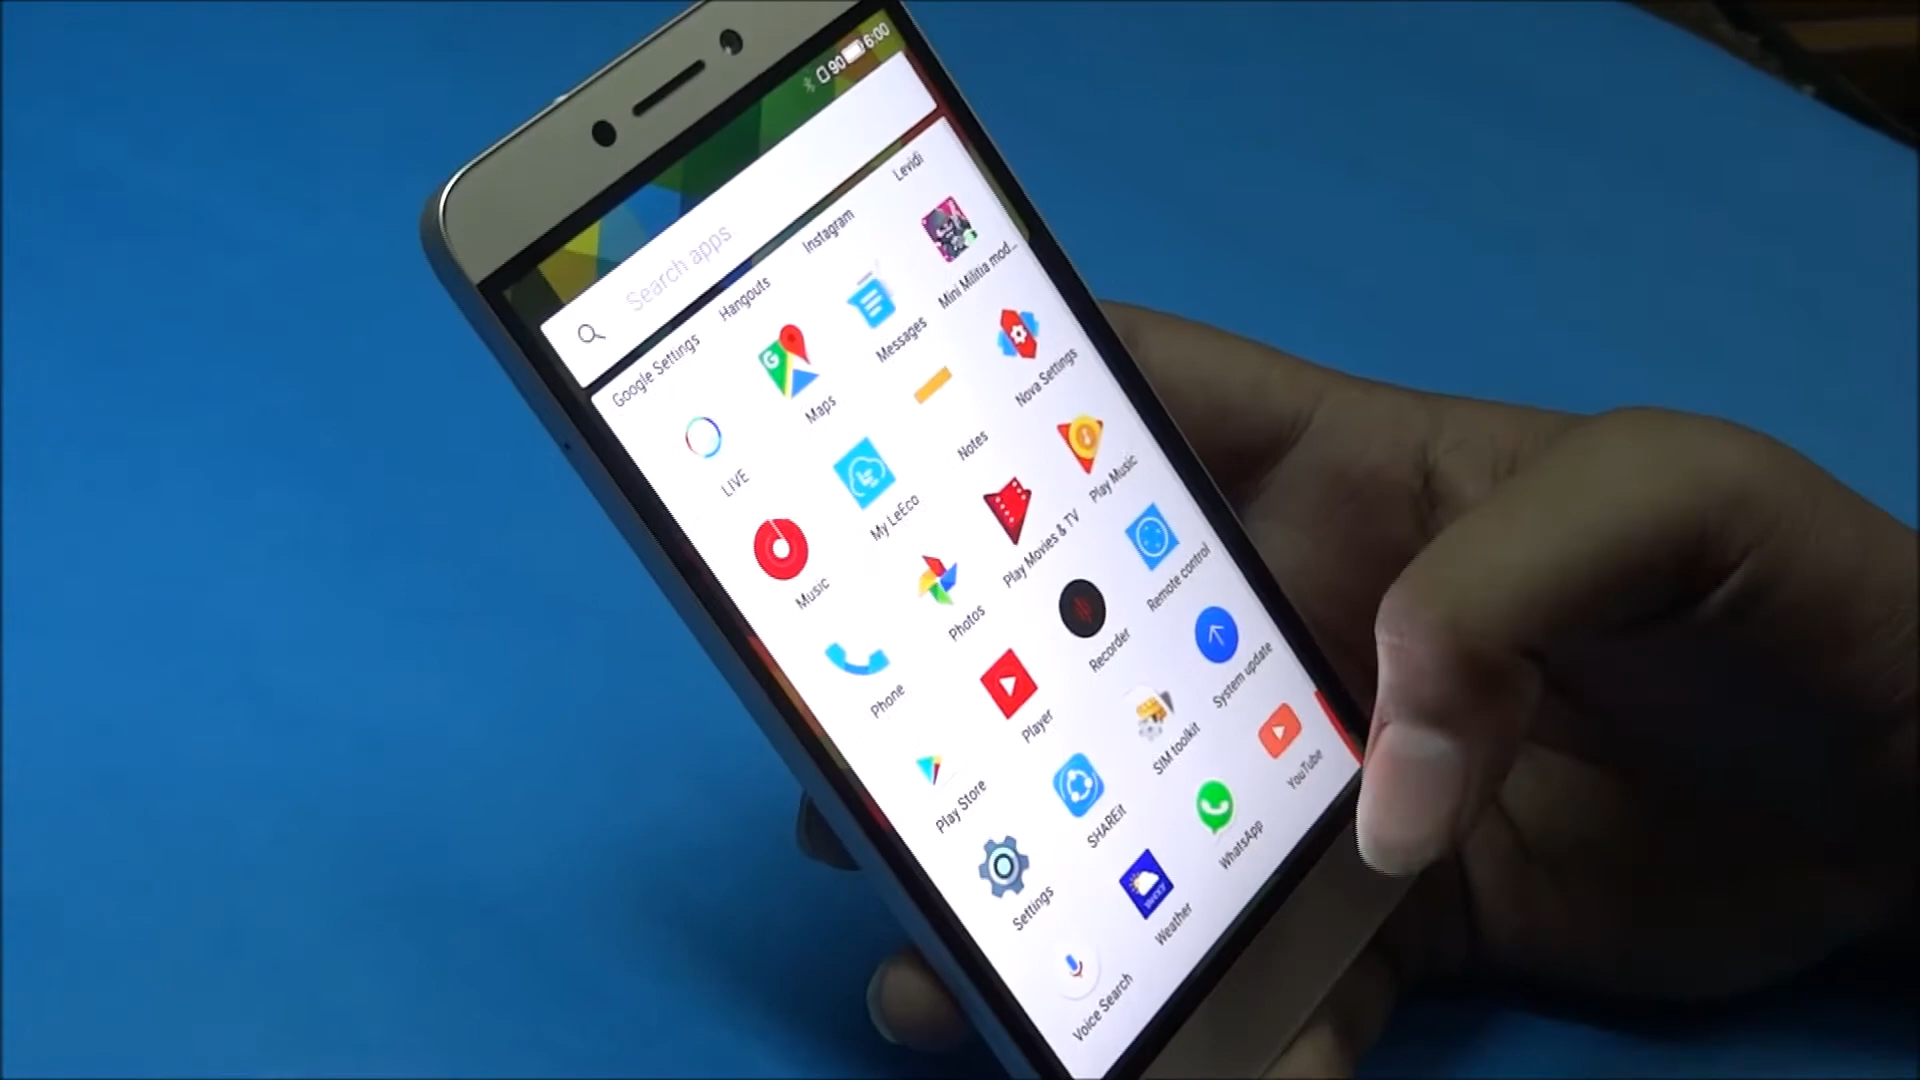 90 6:00
Search apps
Google Settings Hangouts Instagram Levidi
LIVE Maps Messages Mini Militia mod...
Music My LeEco Notes Nova Settings
Phone Photos Play Movies & TV Play Music
Play Store Player Recorder Remote control
Settings SHAREit SIM toolkit System update
Voice Search Weather WhatsApp YouTube